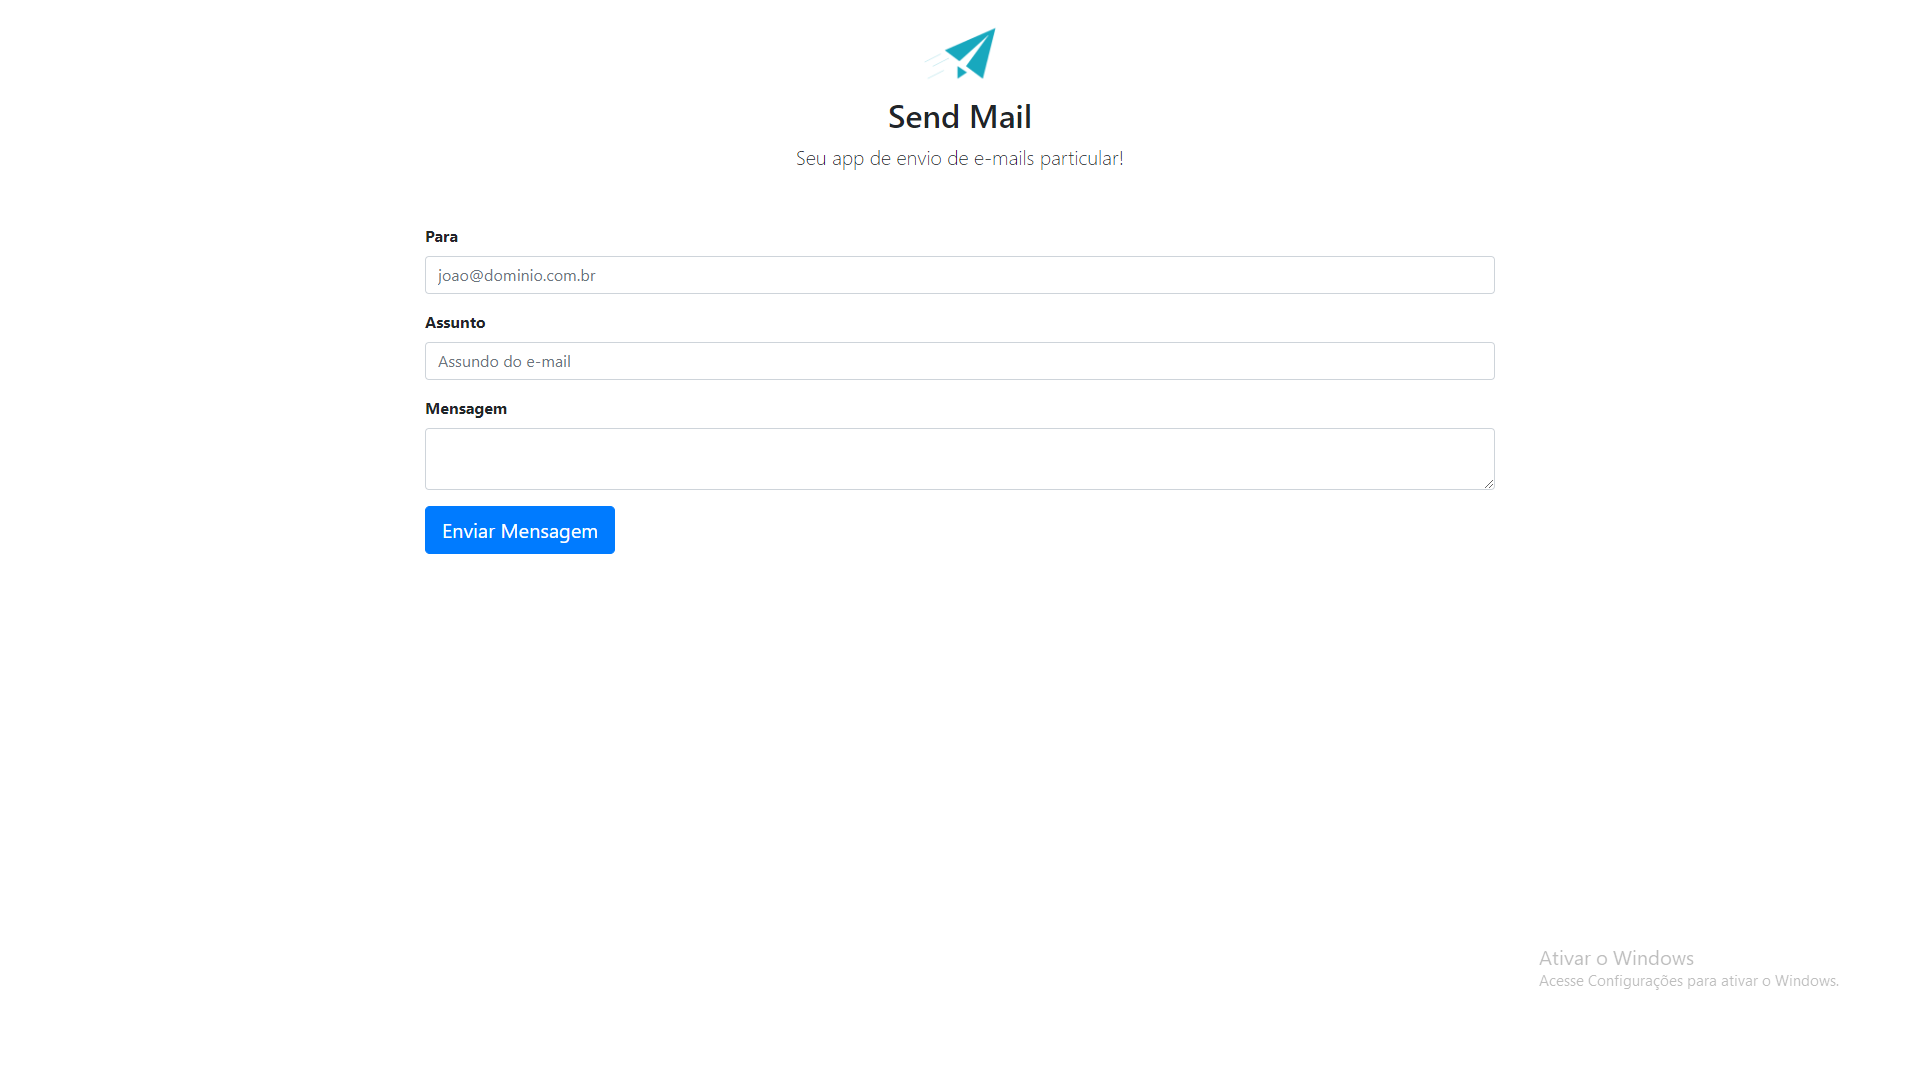 Send Mail
Seu app de envio de e-mails particular!
Para
joao@dominio.com.br
Assunto
Assundo do e-mail
Mensagem
Enviar Mensagem
Ativar o Windows
Acesse Configurações para ativar o Windows.